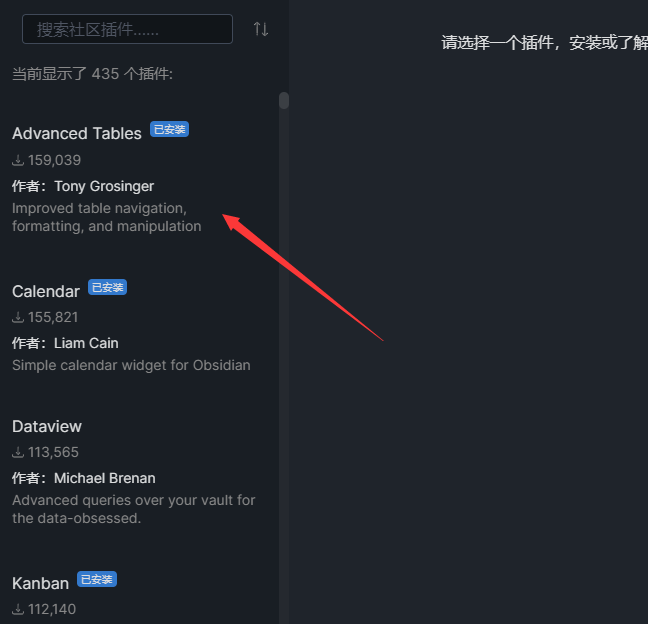 搜索社区插件......
请选择一个插件，安装或了解
当前显示了 435 个插件:
Advanced Tables 已安装
159,039
作者：Tony Grosinger
Improved table navigation,
formatting, and manipulation
Calendar 已安装
155,821
作者：Liam Cain
Simple calendar widget for Obsidian
Dataview
113,565
作者：Michael Brenan
Advanced queries over your vault for
the data-obsessed.
Kanban 已安装
112,140